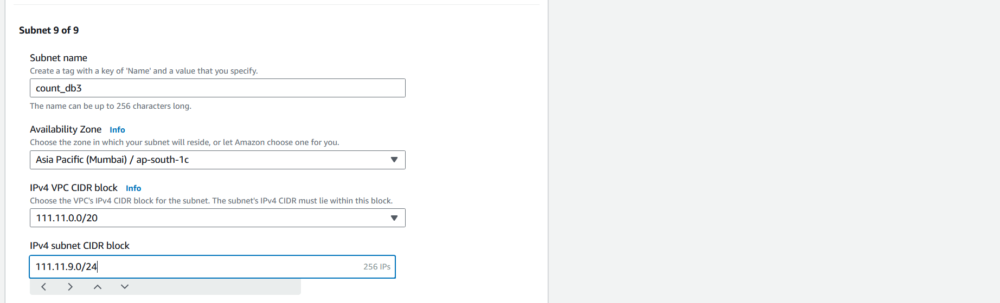 Subnet 9 of 9
Subnet name
Create a tag with a key of 'Name' and a value that you specify.
count_db3
The name can be up to 256 characters long.
Availability Zone Info
Choose the zone in which your subnet will reside, or let Amazon choose one for you.
Asia Pacific (Mumbai) / ap-south-1c
IPv4 VPC CIDR block Info
Choose the VPC's IPv4 CIDR block for the subnet. The subnet's IPv4 CIDR must lie within this block.
111.11.0.0/20
IPv4 subnet CIDR block
111.11.9.0/24 256 IPs